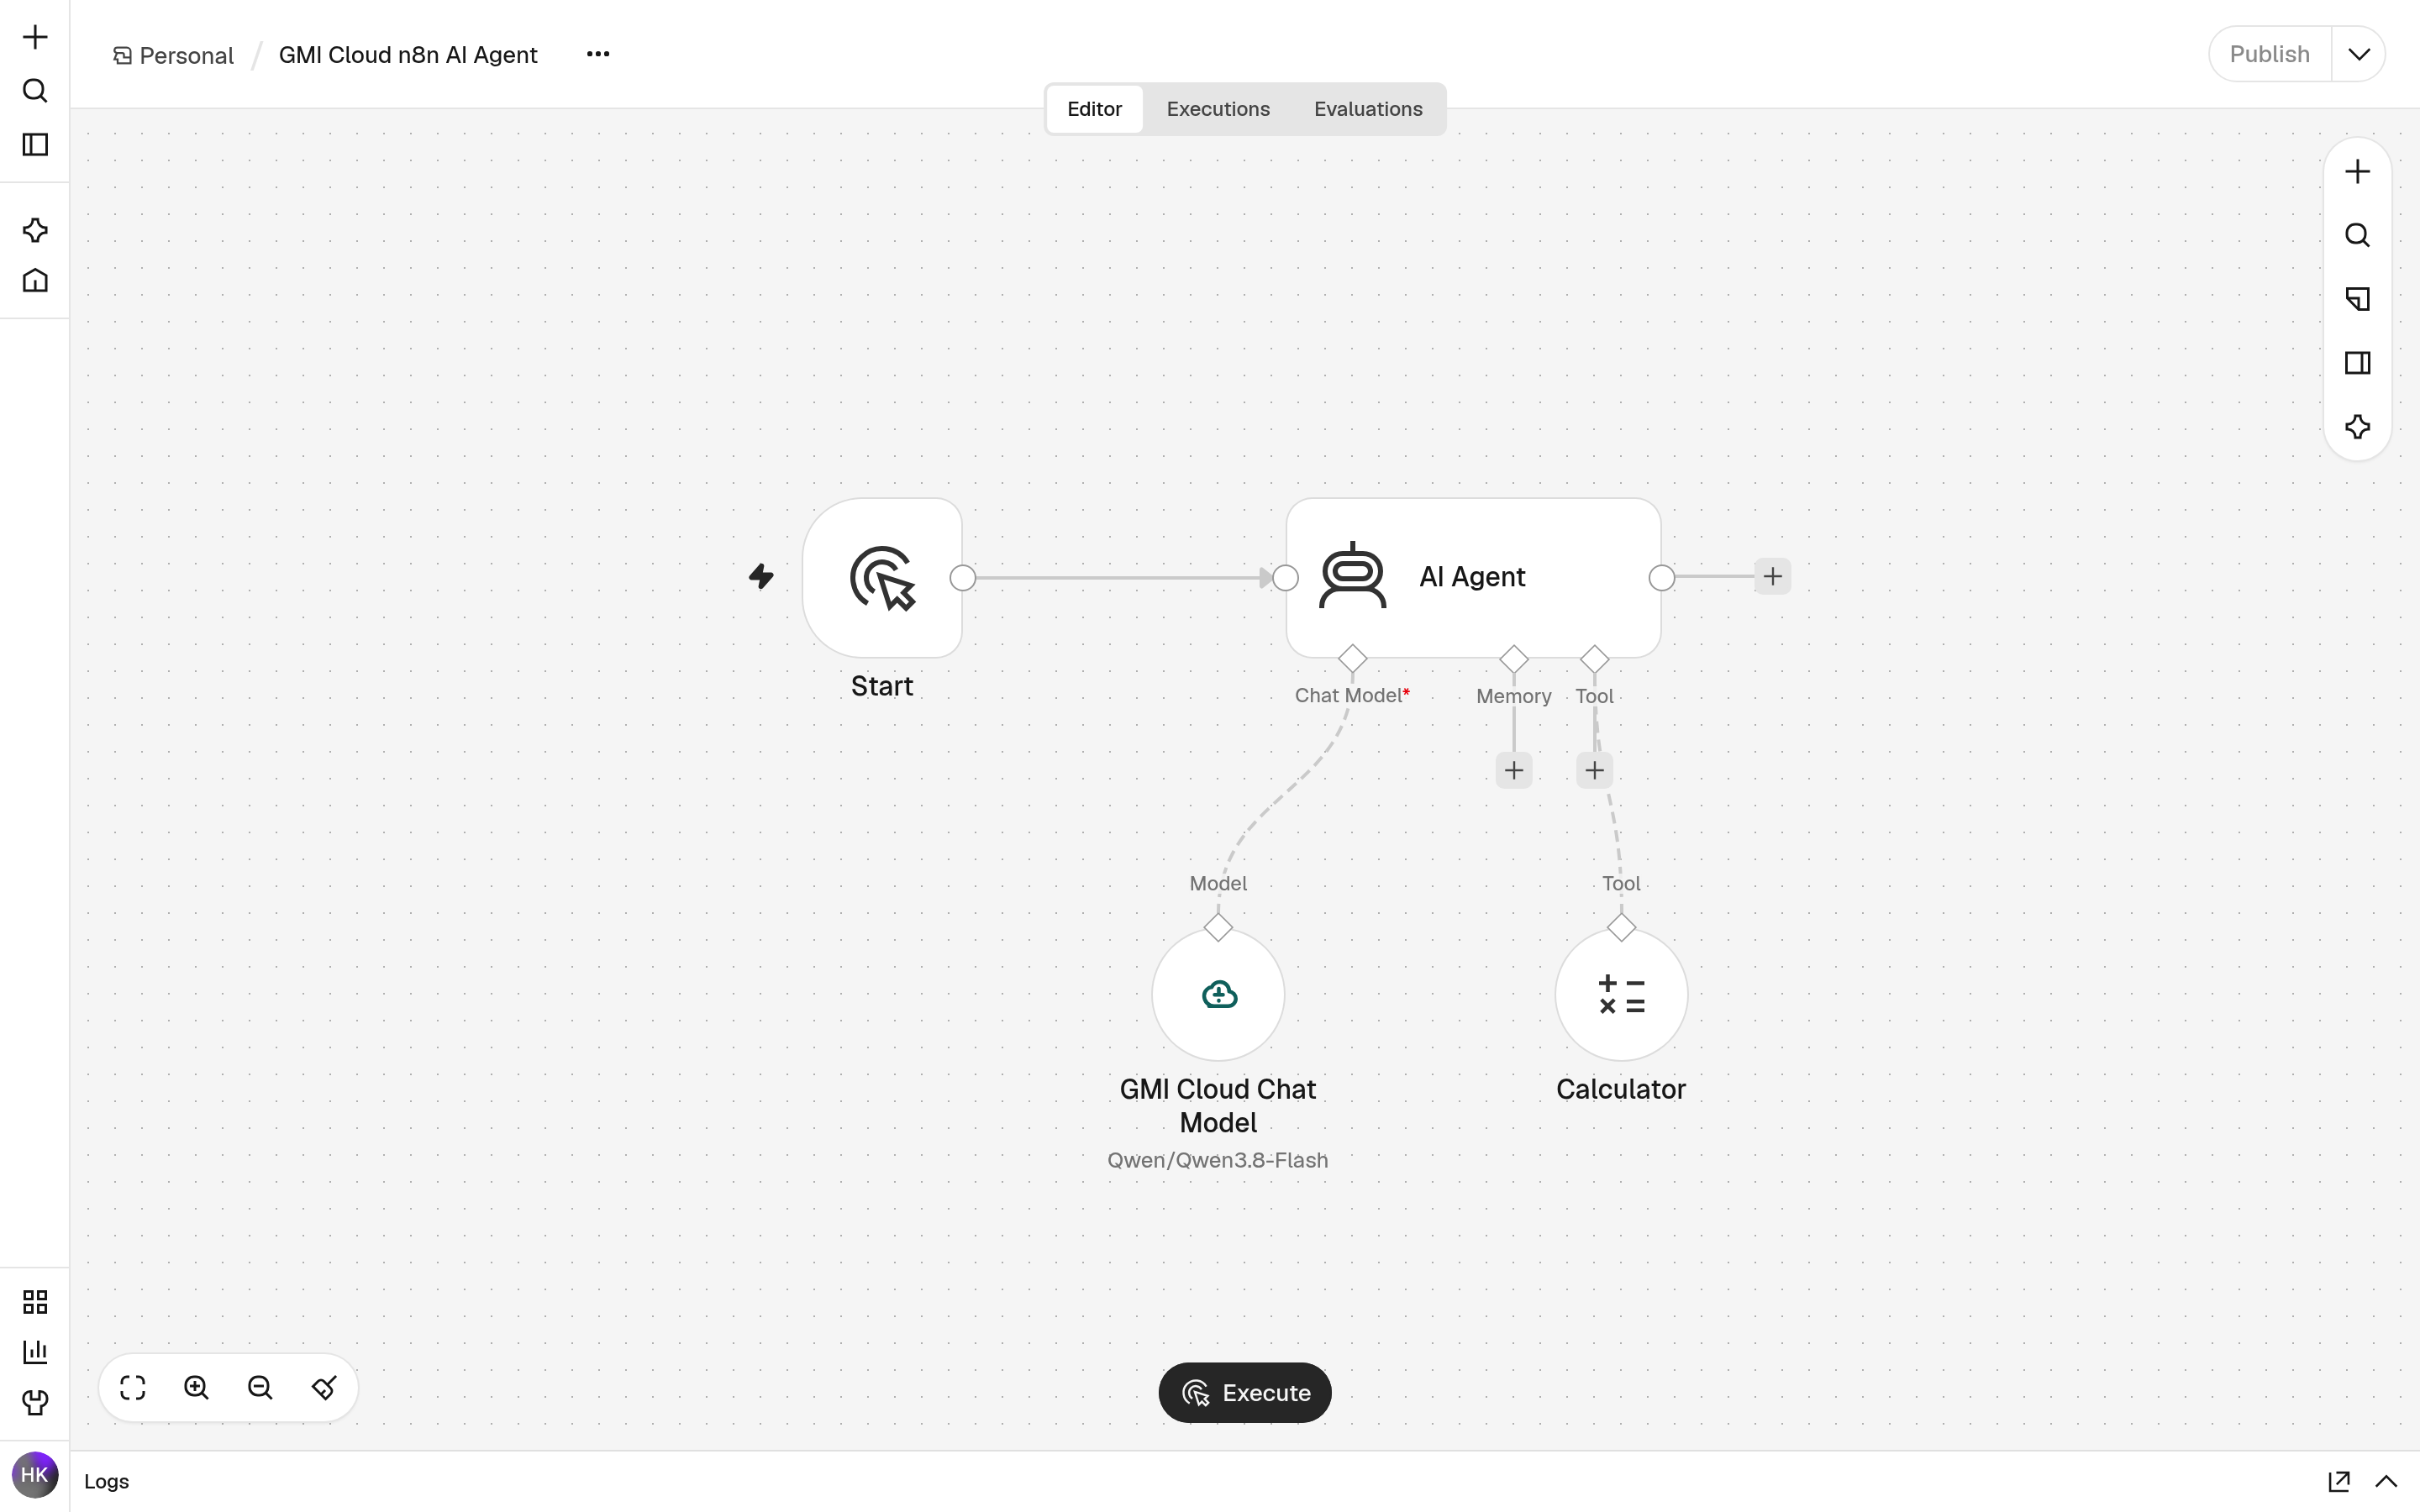 Personal / GMI Cloud n8n AI Agent
Publish
Editor Executions Evaluations
AI Agent
Start
Chat Model* Memory Tool
Model Tool
GMI Cloud Chat
Model
Qwen/Qwen3.8-Flash
Calculator
Execute
HK
Logs